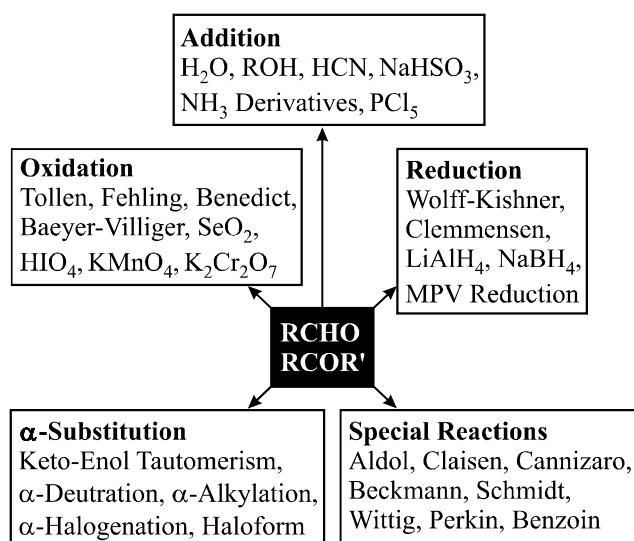 Addition
H₂O, ROH, HCN, NaHSO₃,
NH₃ Derivatives, PCl₅
Oxidation
Tollen, Fehling, Benedict,
Baeyer-Villiger, SeO₂,
HIO₄, KMnO₄, K₂Cr₂O₇
Reduction
Wolff-Kishner,
Clemmensen,
LiAlH₄, NaBH₄,
MPV Reduction
RCHO
RCOR'
α-Substitution
Keto-Enol Tautomerism,
α-Deutration, α-Alkylation,
α-Halogenation, Haloform
Special Reactions
Aldol, Claisen, Cannizaro,
Beckmann, Schmidt,
Wittig, Perkin, Benzoin